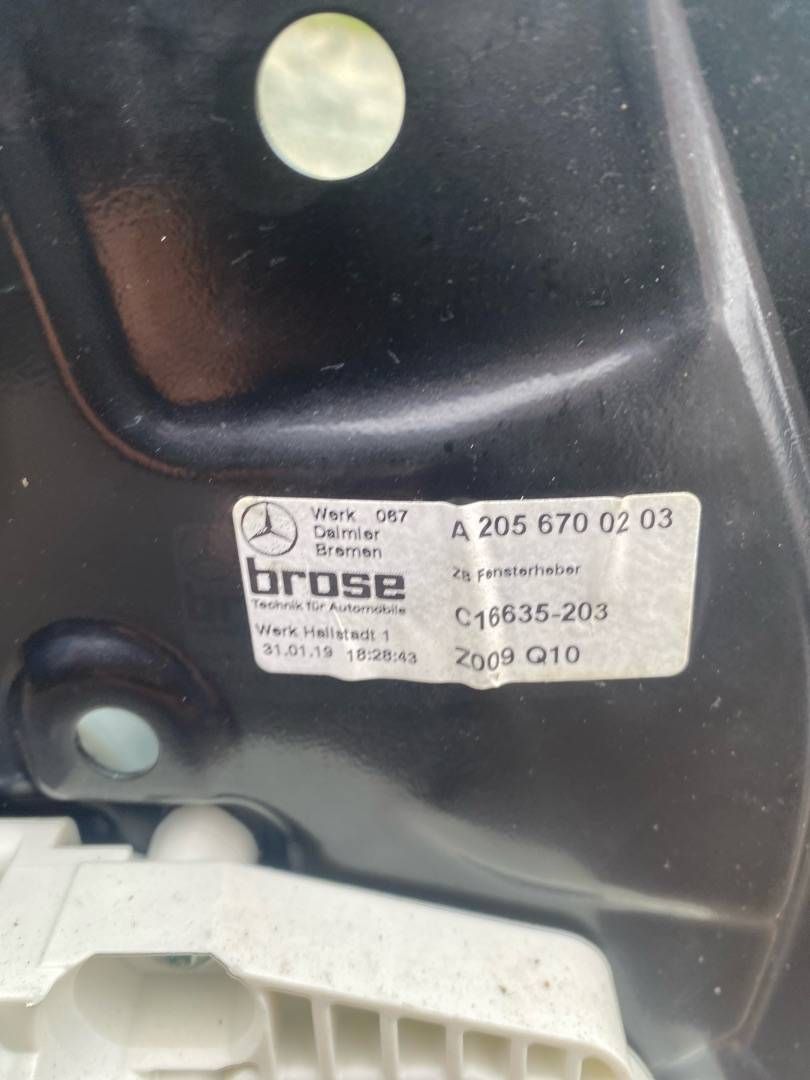 Werk 067
Daimler
Bremen
brose
Technik für Automobile
Werk Hallstadt 1
31.01.19 18:28:43
A 205 670 02 03
ZB Fensterheber
C16635-203
Z009 Q10